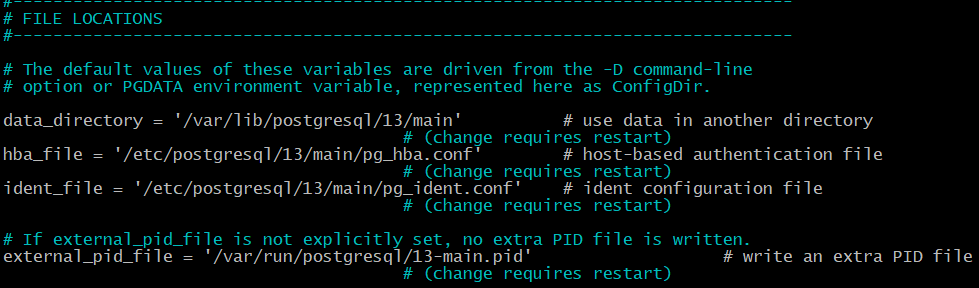 #------------------------------------------------------------------------------
# FILE LOCATIONS
#------------------------------------------------------------------------------
# The default values of these variables are driven from the -D command-line
# option or PGDATA environment variable, represented here as ConfigDir.
data_directory = '/var/lib/postgresql/13/main'          # use data in another directory
                                        # (change requires restart)
hba_file = '/etc/postgresql/13/main/pg_hba.conf'        # host-based authentication file
                                        # (change requires restart)
ident_file = '/etc/postgresql/13/main/pg_ident.conf'    # ident configuration file
                                        # (change requires restart)
# If external_pid_file is not explicitly set, no extra PID file is written.
external_pid_file = '/var/run/postgresql/13-main.pid'                   # write an extra PID file
                                        # (change requires restart)